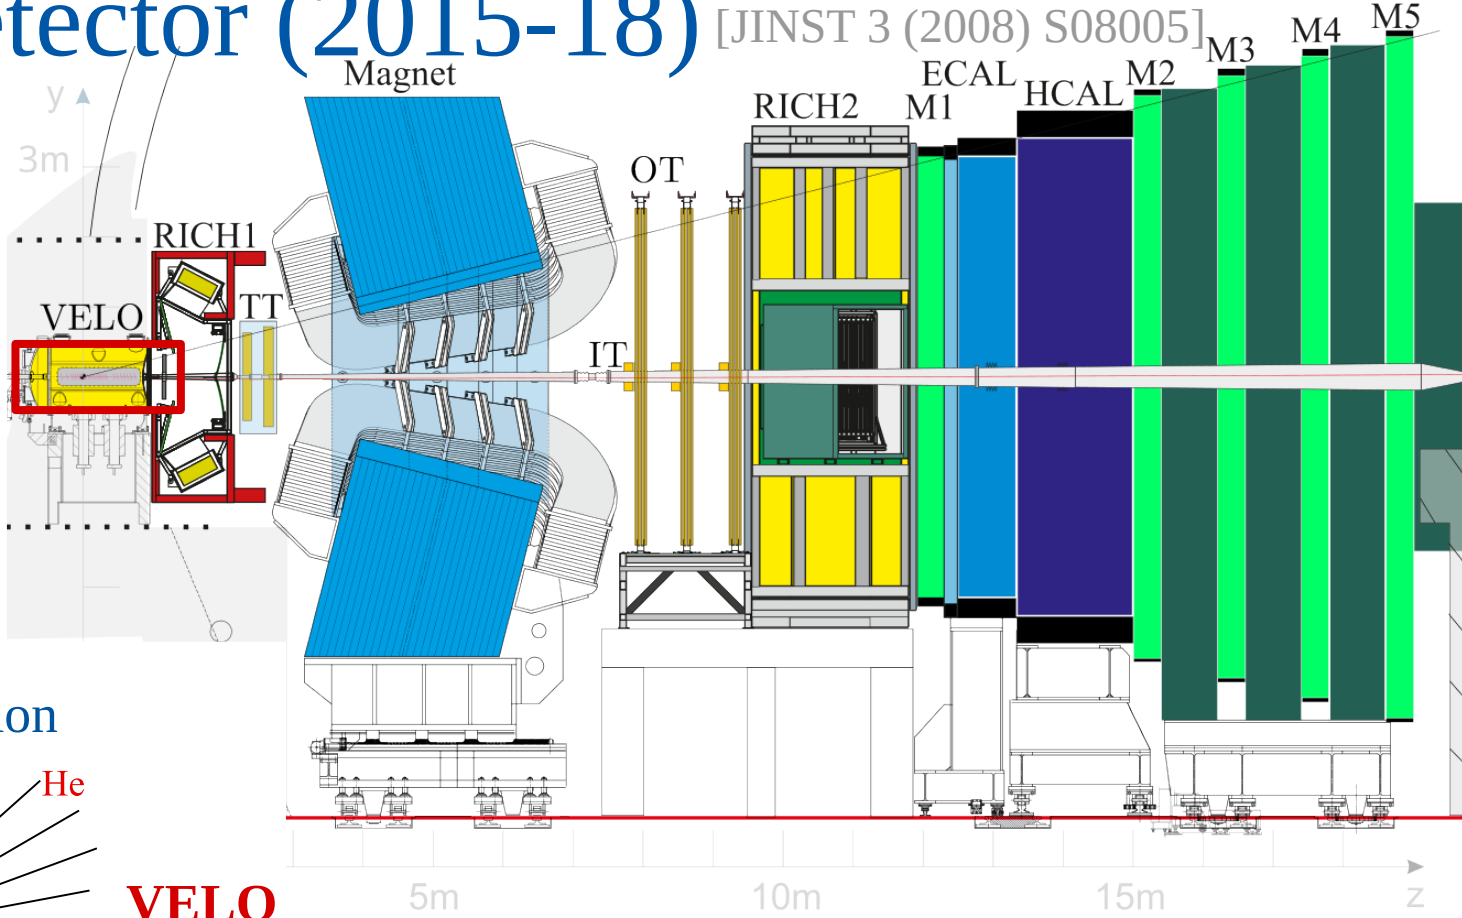 etector (2015-18) [JINST 3 (2008) S08005]
M5
M4
M3
M2
ECAL
Magnet
HCAL
RICH2
M1
y
3m
OT
RICH1
TT
VELO
IT
on
He
VELO
5m
10m
15m
z